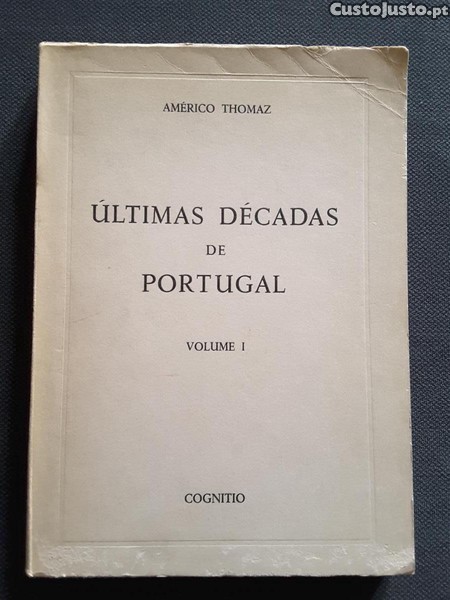 CustoJusto.pt
AMÉRICO THOMAZ
ÚLTIMAS DÉCADAS
DE
PORTUGAL
VOLUME I
COGNITIO